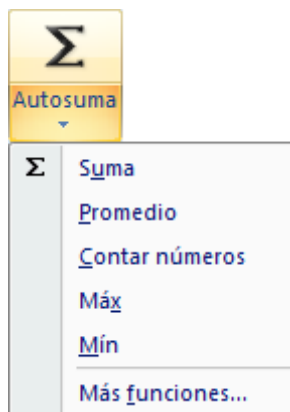 Σ
Autosuma
Σ Suma
Promedio
Contar números
Máx
Mín
Más funciones...